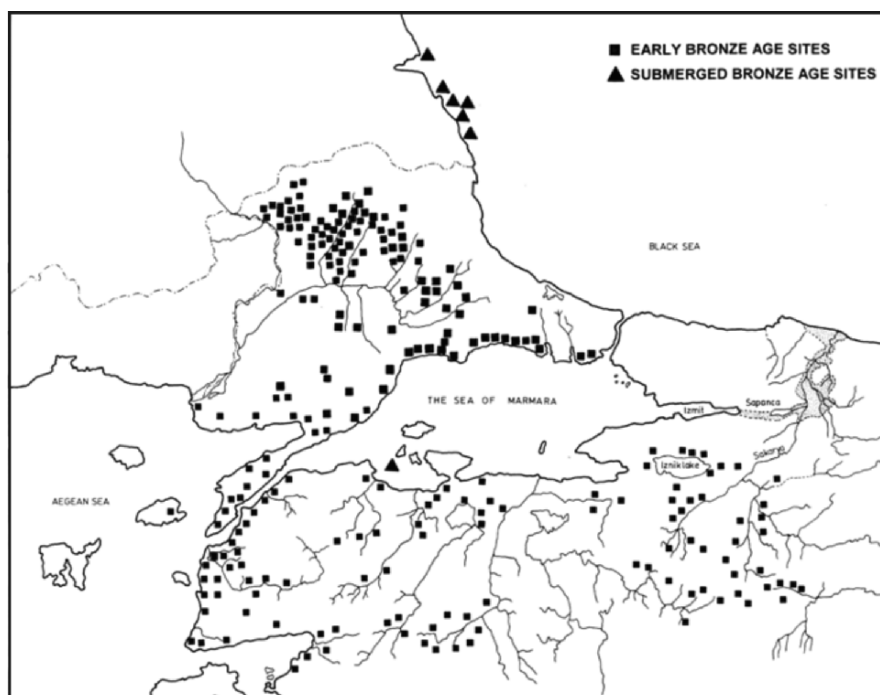 EARLY BRONZE AGE SITES
SUBMERGED BRONZE AGE SITES
BLACK SEA
THE SEA OF MARMARA
Izmit
Sapanca
Sakarya
Iznik lake
AEGEAN SEA